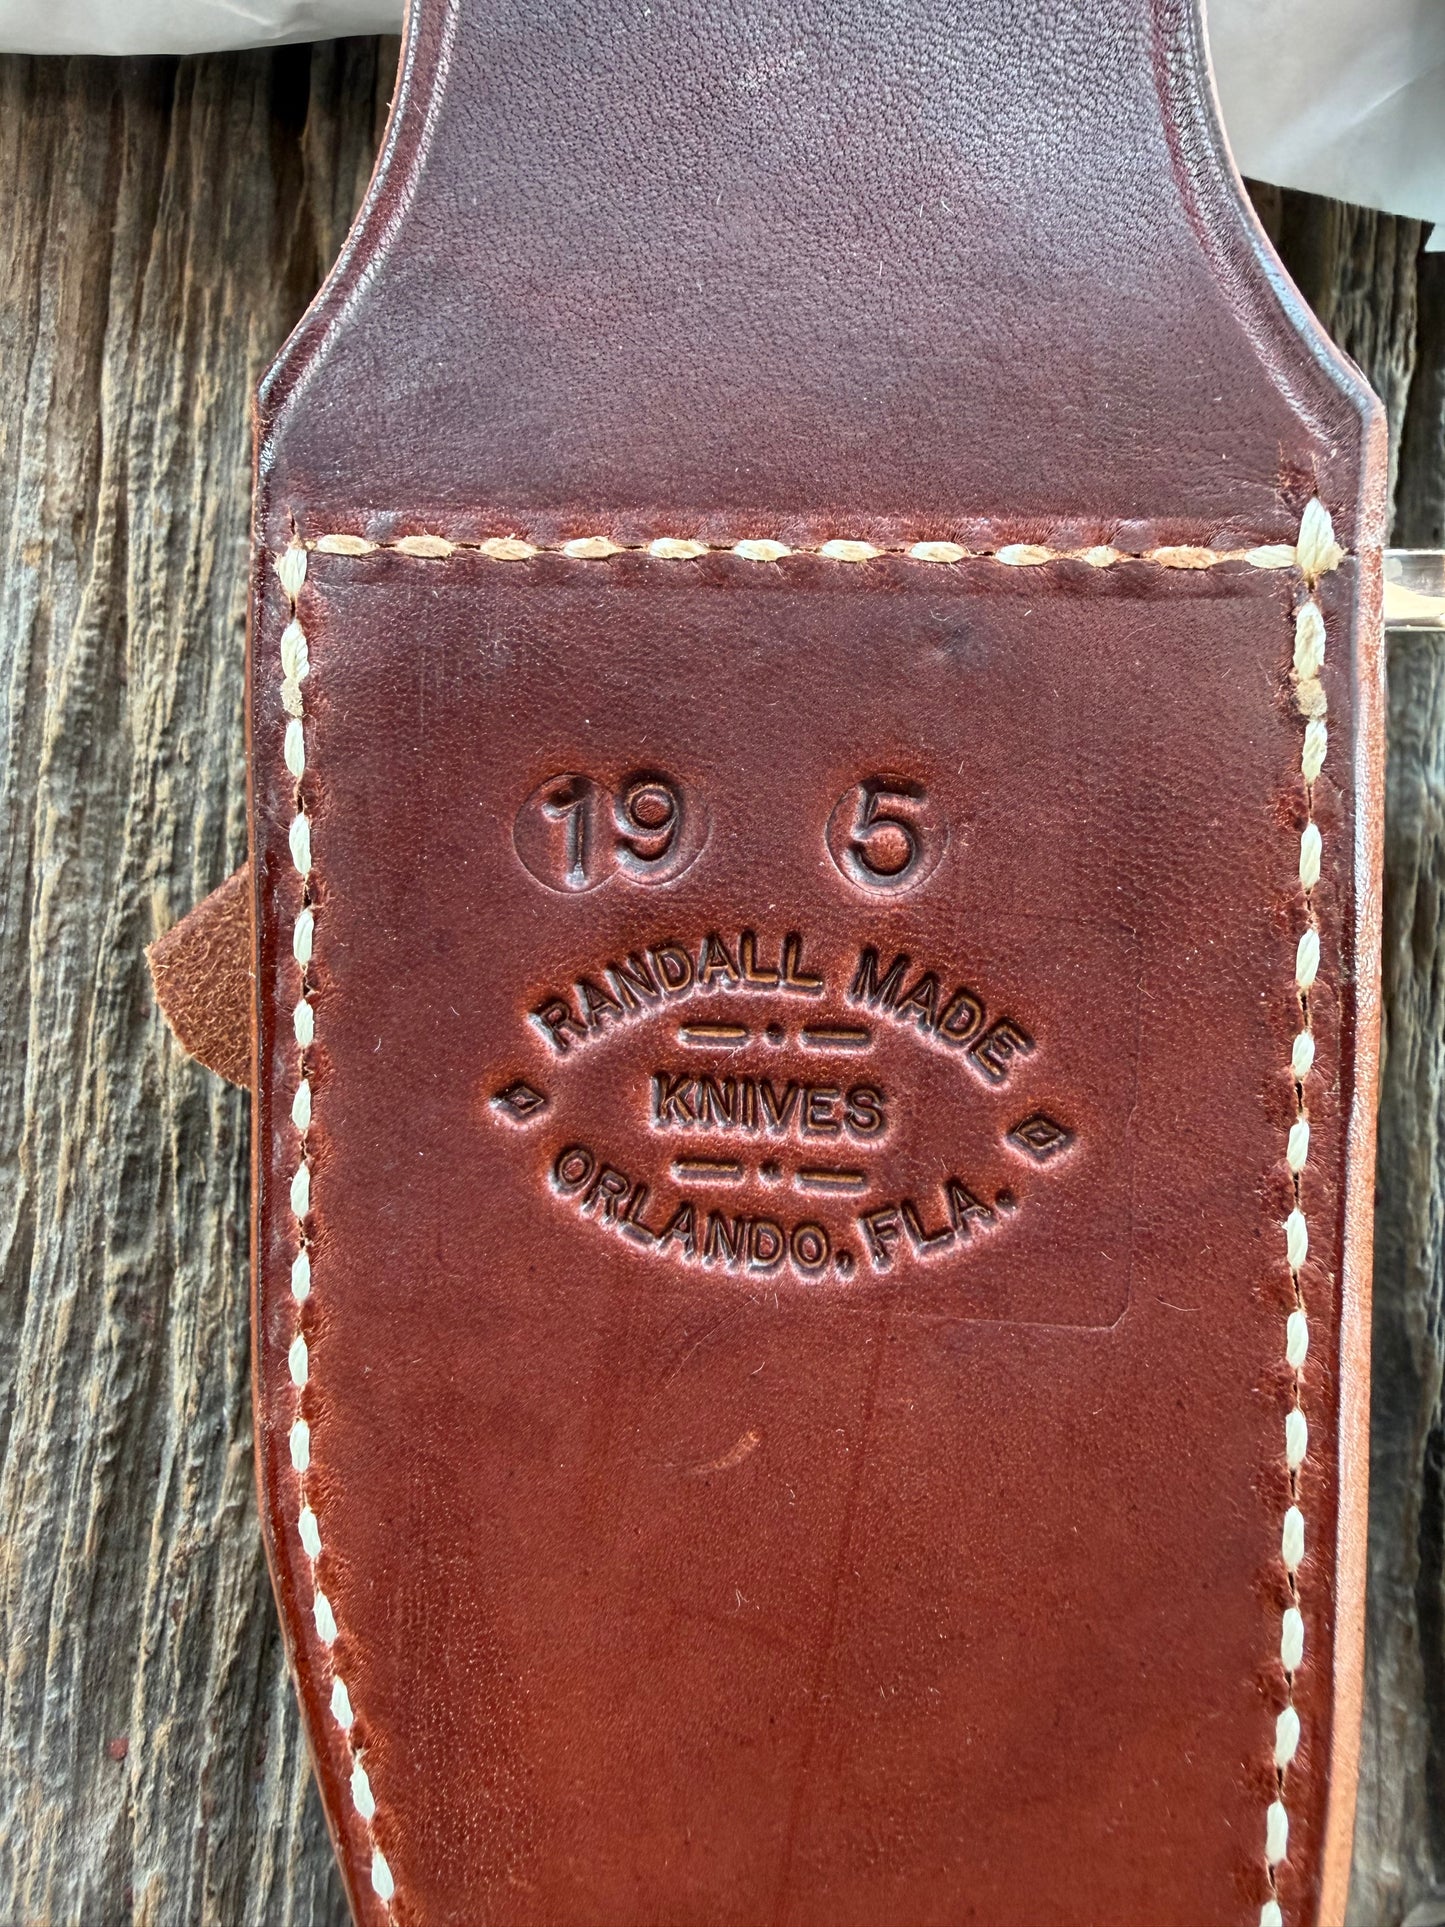 19 5
RANDALL MADE
KNIVES
ORLANDO, FLA.